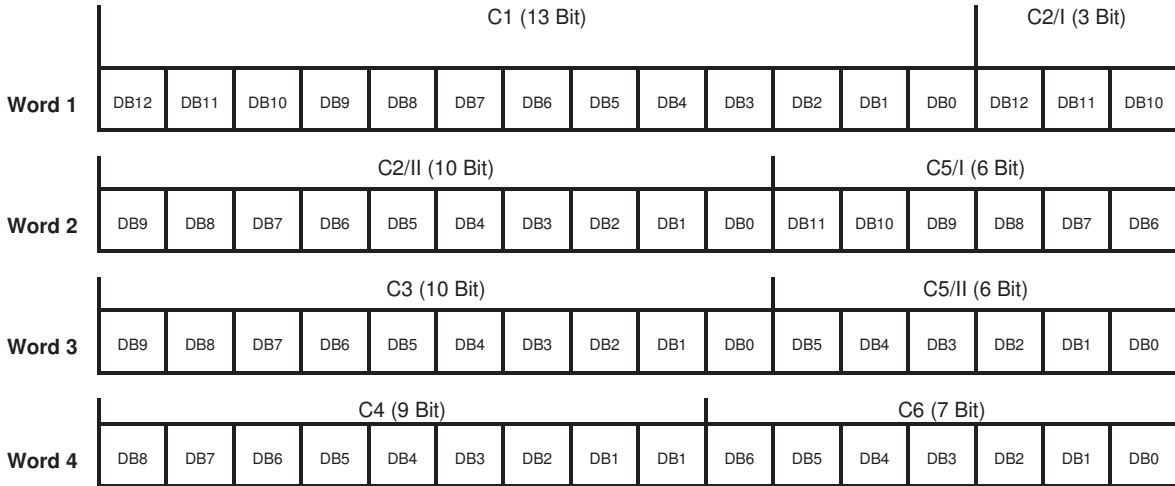 C1 (13 Bit) C2/I (3 Bit)
Word 1 DB12 DB11 DB10 DB9 DB8 DB7 DB6 DB5 DB4 DB3 DB2 DB1 DB0 DB12 DB11 DB10
C2/II (10 Bit) C5/I (6 Bit)
Word 2 DB9 DB8 DB7 DB6 DB5 DB4 DB3 DB2 DB1 DB0 DB11 DB10 DB9 DB8 DB7 DB6
C3 (10 Bit) C5/II (6 Bit)
Word 3 DB9 DB8 DB7 DB6 DB5 DB4 DB3 DB2 DB1 DB0 DB5 DB4 DB3 DB2 DB1 DB0
C4 (9 Bit) C6 (7 Bit)
Word 4 DB8 DB7 DB6 DB5 DB4 DB3 DB2 DB1 DB1 DB6 DB5 DB4 DB3 DB2 DB1 DB0